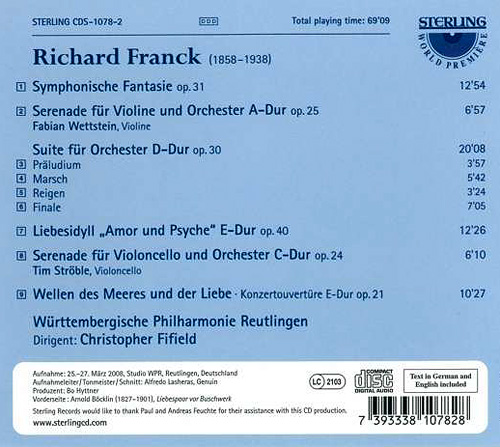 STERLING CDS-1078-2
DDD
Total playing time: 69'09
STERLING
WORLD PREMIÈRE
Richard Franck (1858–1938)
1 Symphonische Fantasie op.31 12'54
2 Serenade für Violine und Orchester A-Dur op.25 6'57
Fabian Wettstein, Violine
Suite für Orchester D-Dur op.30 20'08
3 Präludium 3'57
4 Marsch 5'42
5 Reigen 3'24
6 Finale 7'05
7 Liebesidyll „Amor und Psyche“ E-Dur op.40 12'26
8 Serenade für Violoncello und Orchester C-Dur op.24 6'10
Tim Ströble, Violoncello
9 Wellen des Meeres und der Liebe · Konzertouvertüre E-Dur op.21 10'27
Württembergische Philharmonie Reutlingen
Dirigent: Christopher Fifield
Aufnahme: 25.–27. März 2008, Studio WPR, Reutlingen, Deutschland
Aufnahmeleiter/Tonmeister/Schnitt: Alfredo Lasheras, Genuin
Produzent: Bo Hyttner
Vorderseite: Arnold Böcklin (1827–1901), Liebespaar vor Buschwerk
Sterling Records would like to thank Paul and Andreas Feuchte for their assistance with this CD production.
www.sterlingcd.com
LC 2103
COMPACT
disc
DIGITAL AUDIO
Text in German and
English included
7 393338 107828